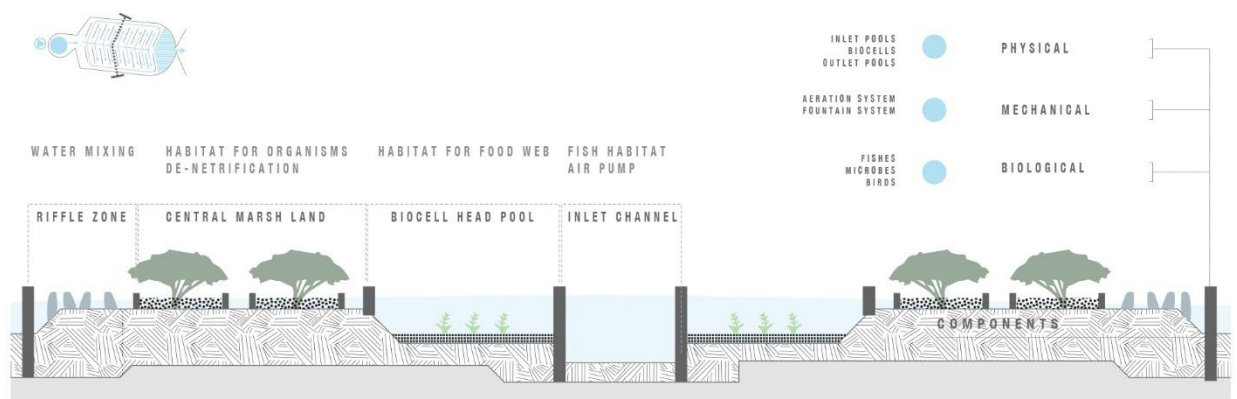 INLET POOLS
BIOCELLS
OUTLET POOLS
PHYSICAL
AERATION SYSTEM
FOUNTAIN SYSTEM
MECHANICAL
FISHES
MICROBES
BIRDS
BIOLOGICAL
WATER MIXING
HABITAT FOR ORGANISMS
DE-NETRIFICATION
HABITAT FOR FOOD WEB
FISH HABITAT
AIR PUMP
RIFFLE ZONE
CENTRAL MARSH LAND
BIOCELL HEAD POOL
INLET CHANNEL
COMPONENTS